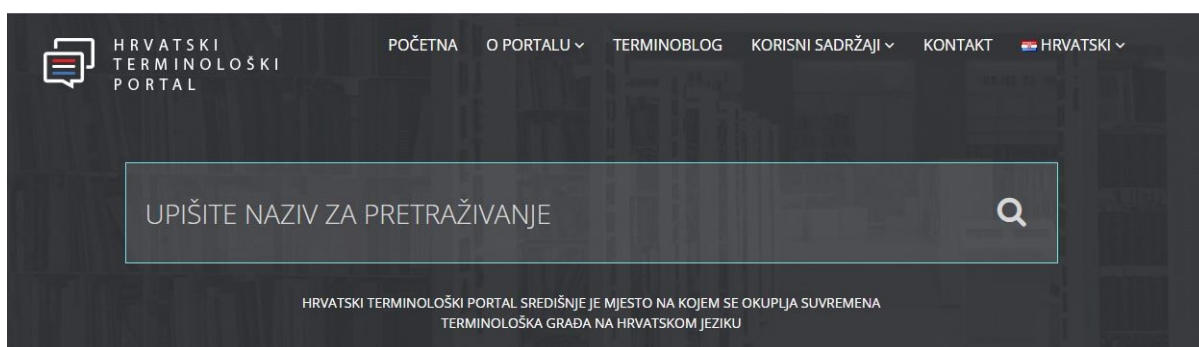 HRVATSKI
TERMINOLOŠKI
PORTAL
POČETNA O PORTALU TERMINOBLOG KORISNI SADRŽAJI KONTAKT HRVATSKI
UPIŠITE NAZIV ZA PRETRAŽIVANJE
HRVATSKI TERMINOLOŠKI PORTAL SREDIŠNJE JE MJESTO NA KOJEM SE OKUPLJA SUVREMENA
TERMINOLOŠKA GRAĐA NA HRVATSKOM JEZIKU